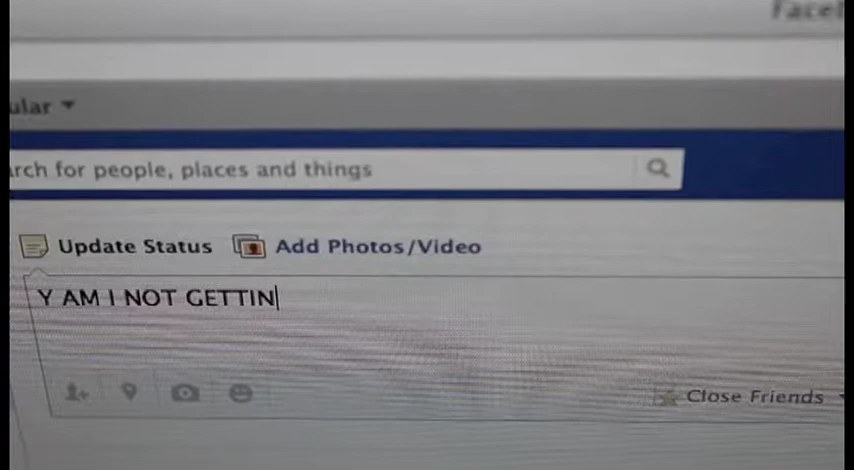 ular
rch for people, places and things
Update Status Add Photos/Video
Y AM I NOT GETTIN
Close Friends